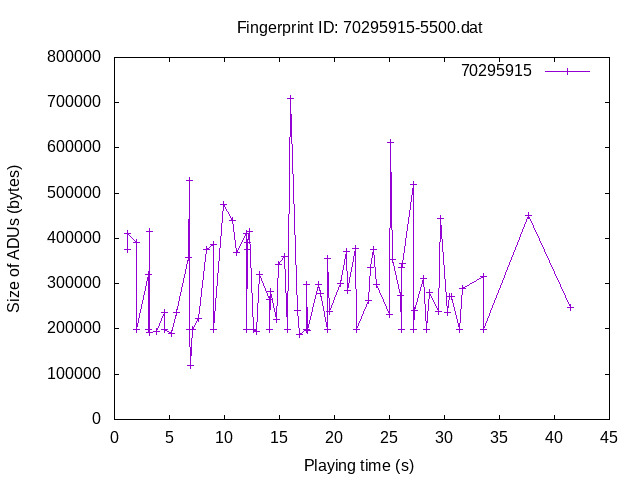 Fingerprint ID: 70295915-5500.dat
70295915
Size of ADUs (bytes)
800000
700000
600000
500000
400000
300000
200000
100000
0
0 5 10 15 20 25 30 35 40 45
Playing time (s)